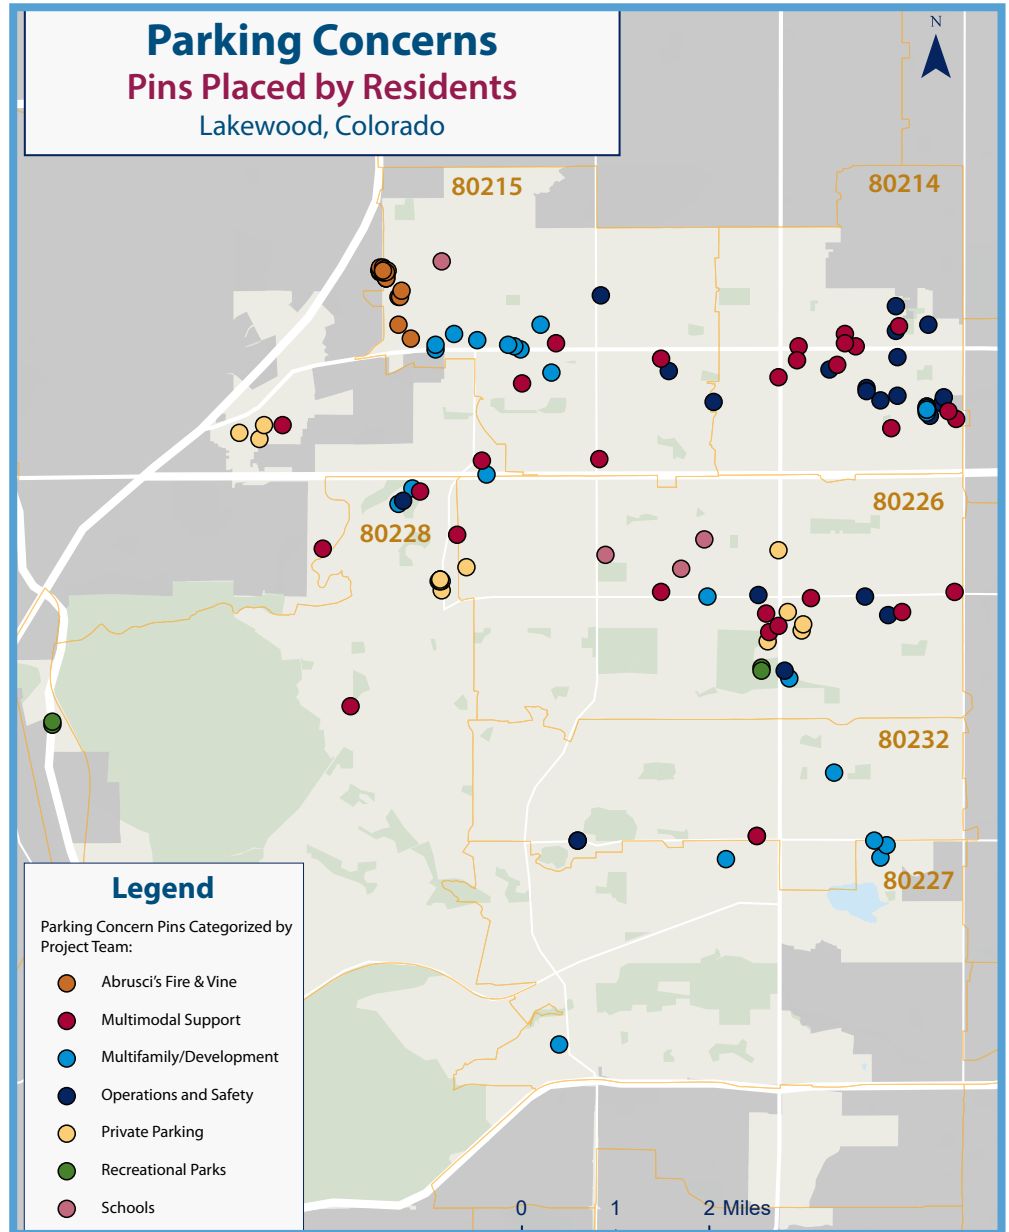 Parking Concerns
Pins Placed by Residents
Lakewood, Colorado
N
80215
80214
80226
80228
80232
80227
Legend
Parking Concern Pins Categorized by
Project Team:
Abrusci's Fire & Vine
Multimodal Support
Multifamily/Development
Operations and Safety
Private Parking
Recreational Parks
Schools
0 1 2 Miles